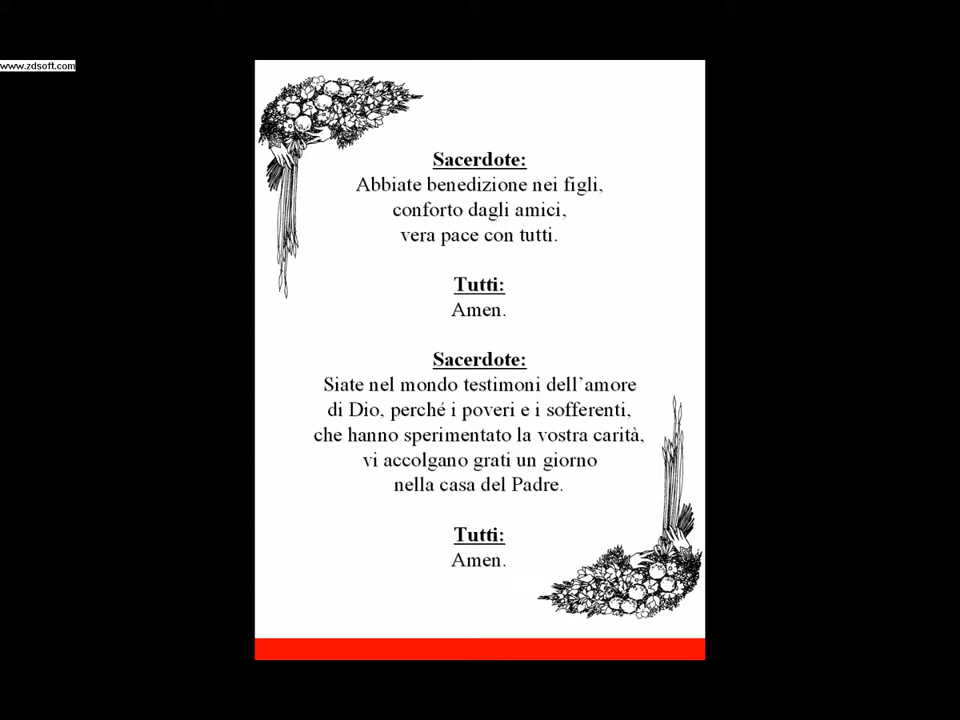 www.zdsoft.com
Sacerdote:
Abbiate benedizione nei figli,
conforto dagli amici,
vera pace con tutti.
Tutti:
Amen.
Sacerdote:
Siate nel mondo testimoni dell'amore
di Dio, perché i poveri e i sofferenti,
che hanno sperimentato la vostra carità,
vi accolgano grati un giorno
nella casa del Padre.
Tutti:
Amen.